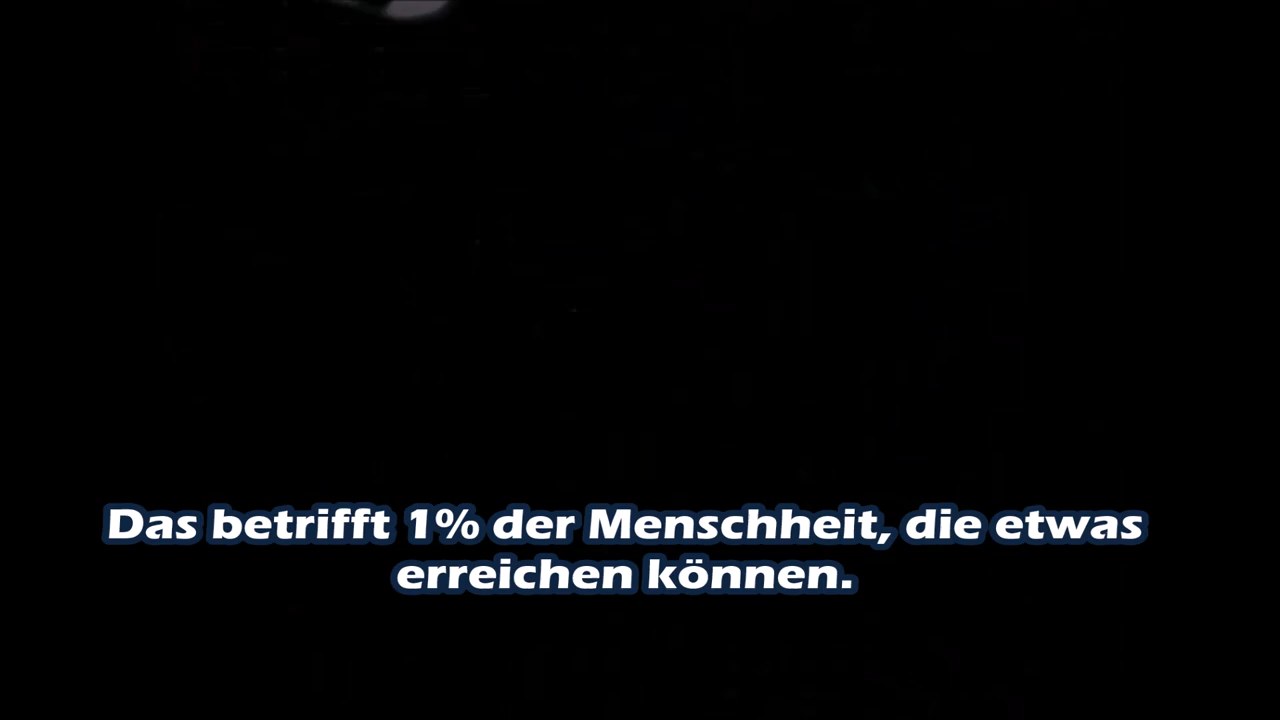 Das betrifft 1% der Menschheit, die etwas
erreichen können.